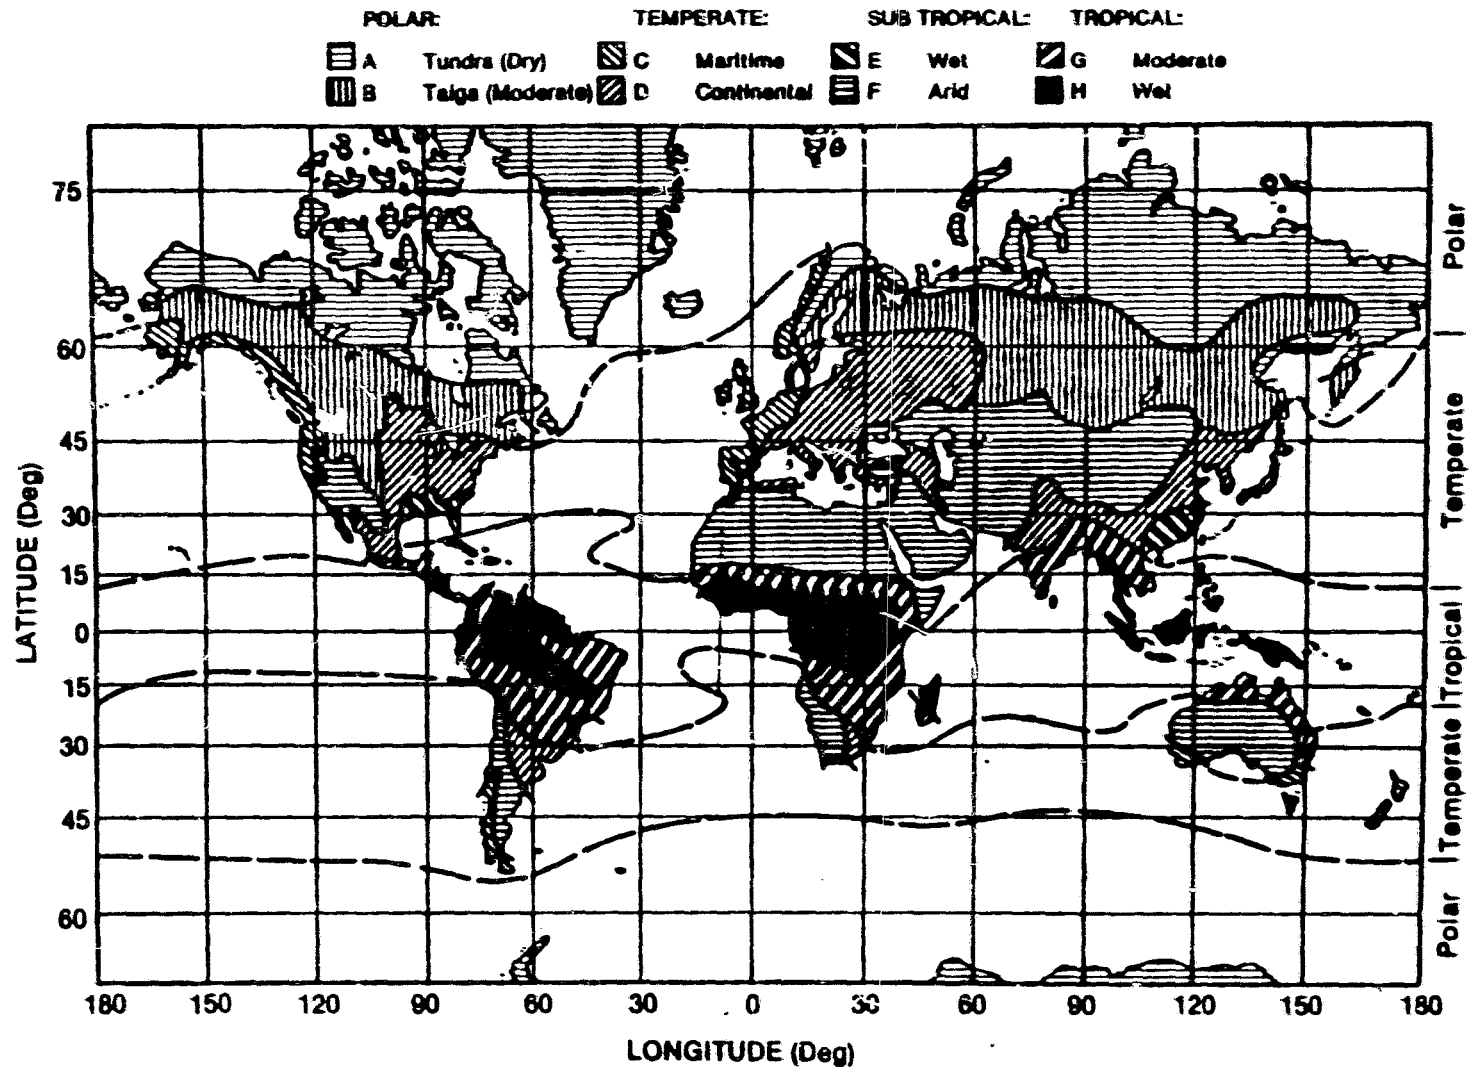 POLAR: TEMPERATE: SUB TROPICAL: TROPICAL:
A Tundra (Dry) C Maritime E Wet G Moderate
B Taiga (Moderate) D Continental F Arid H Wet
75
60
45
30
15
0
15
30
45
60
LATITUDE (Deg)
Polar
Temperate
Tropical
Temperate
Polar
180 150 120 90 60 30 0 30 60 90 120 150 180
LONGITUDE (Deg)